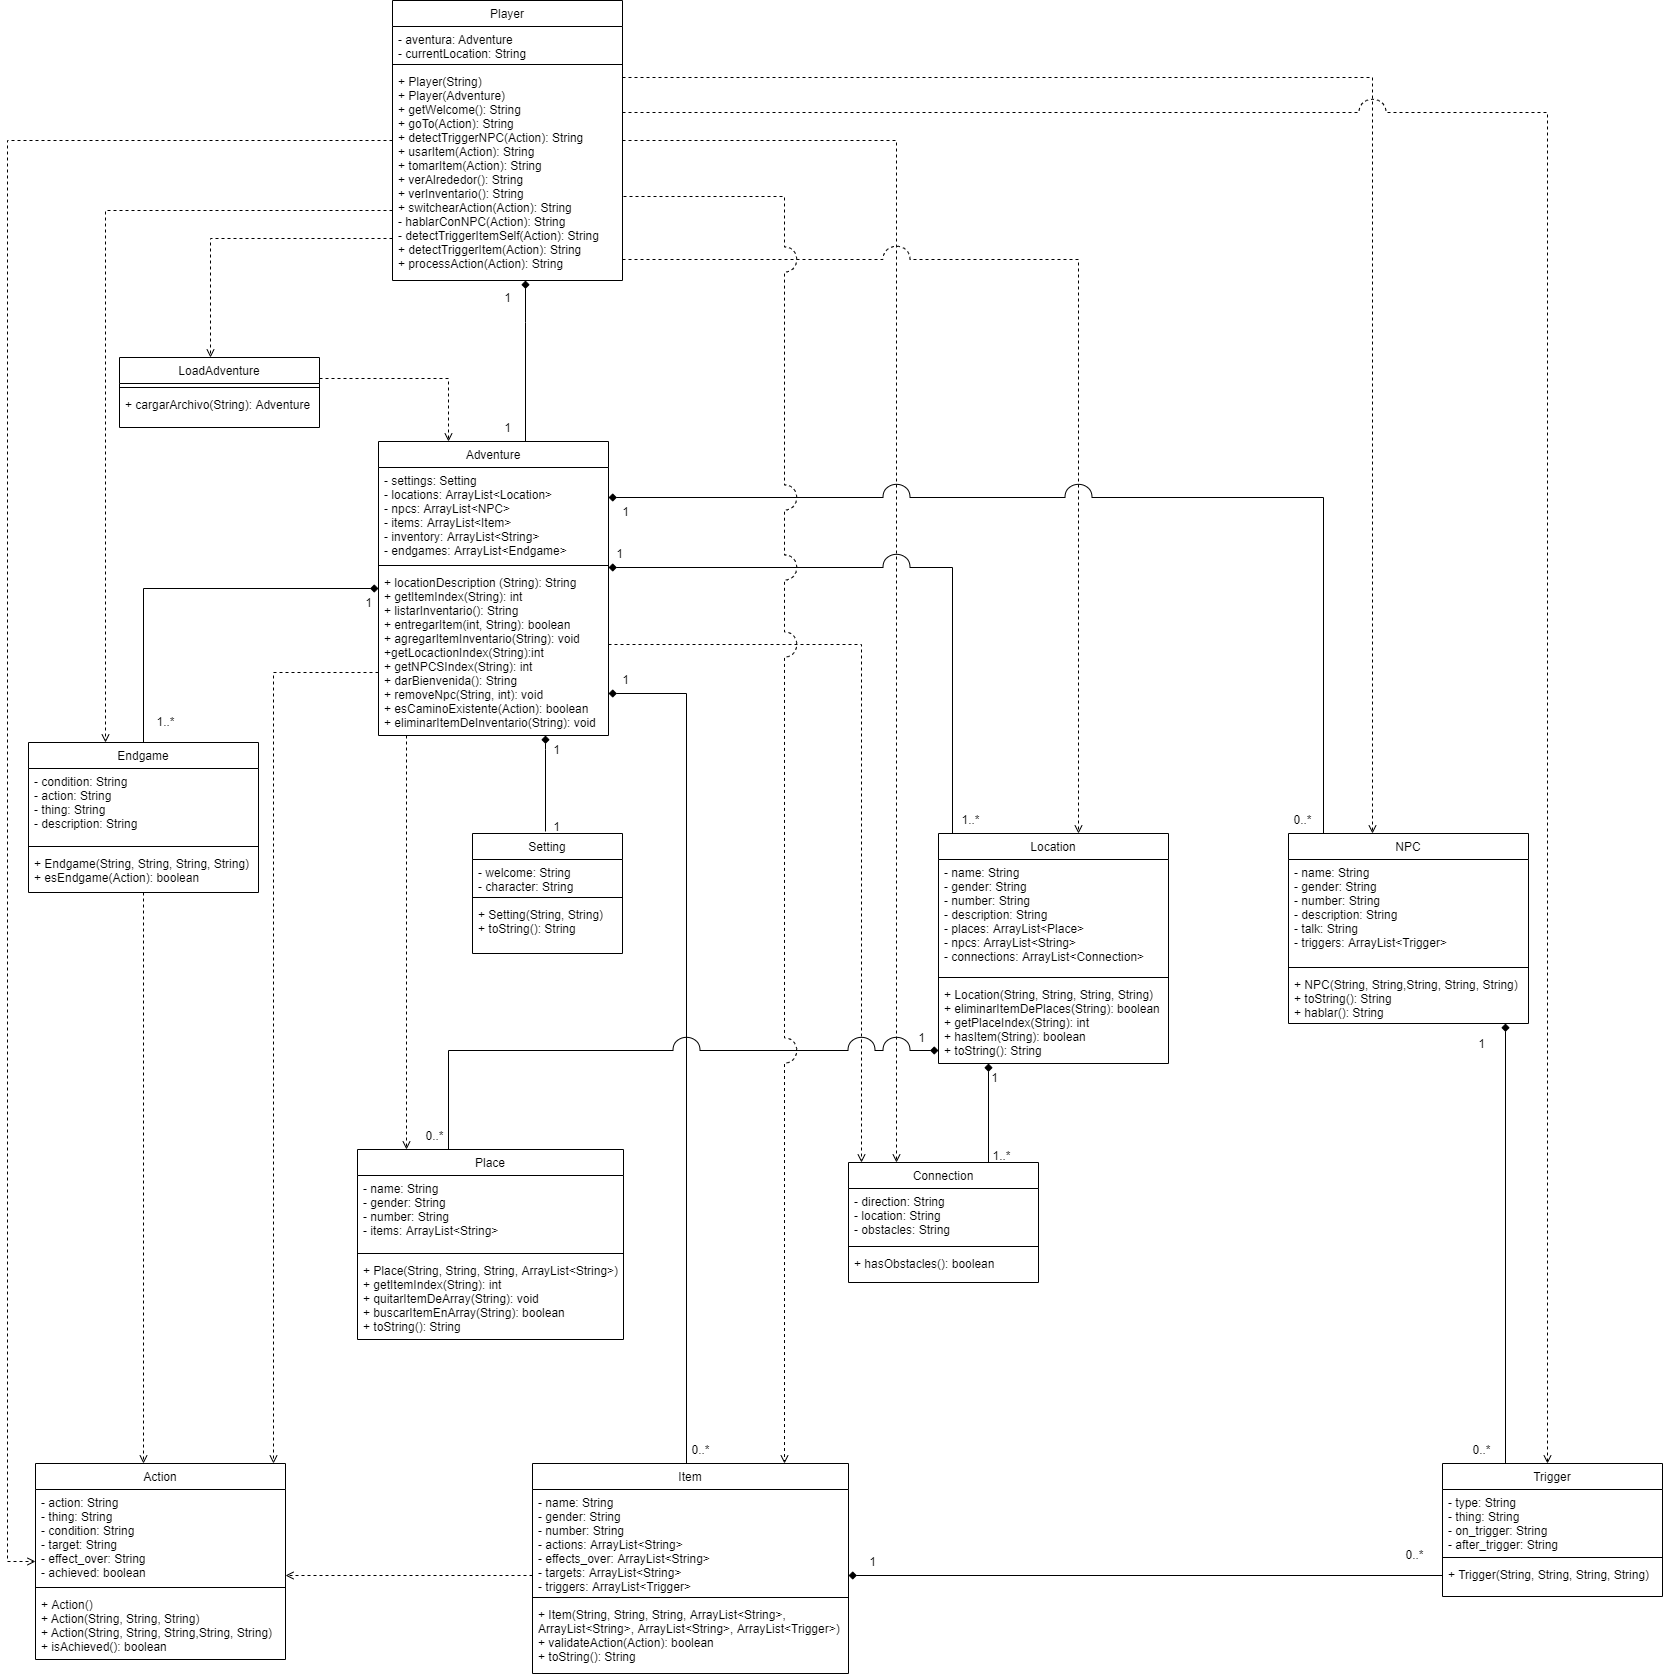 Player
- aventura: Adventure
- currentLocation: String
+ Player(String)
+ Player(Adventure)
+ getWelcome(): String
+ goTo(Action): String
+ detectTriggerNPC(Action): String
+ usarItem(Action): String
+ tomarItem(Action): String
+ verAlrededor(): String
+ verInventario(): String
+ switchearAction(Action): String
- hablarConNPC(Action): String
- detectTriggerItemSelf(Action): String
+ detectTriggerItem(Action): String
+ processAction(Action): String
1
LoadAdventure
+ cargarArchivo(String): Adventure
1
Adventure
- settings: Setting
- locations: ArrayList<Location>
- npcs: ArrayList<NPC>
- items: ArrayList<Item>
- inventory: ArrayList<String>
- endgames: ArrayList<Endgame>
+ locationDescription (String): String
+ getItemIndex(String): int
+ listarInventario(): String
+ entregarItem(int, String): boolean
+ agregarItemInventario(String): void
+getLocactionIndex(String):int
+ getNPCSIndex(String): int
+ darBienvenida(): String
+ removeNpc(String, int): void
+ esCaminoExistente(Action): boolean
+ eliminarItemDeInventario(String): void
1
1
1
1
1
1..*
Endgame
- condition: String
- action: String
- thing: String
- description: String
+ Endgame(String, String, String, String)
+ esEndgame(Action): boolean
1
Setting
- welcome: String
- character: String
+ Setting(String, String)
+ toString(): String
1..*
Location
- name: String
- gender: String
- number: String
- description: String
- places: ArrayList<Place>
- npcs: ArrayList<String>
- connections: ArrayList<Connection>
+ Location(String, String, String, String)
+ eliminarItemDePlaces(String): boolean
+ getPlaceIndex(String): int
+ hasItem(String): boolean
+ toString(): String
1
1
0..*
NPC
- name: String
- gender: String
- number: String
- description: String
- talk: String
- triggers: ArrayList<Trigger>
+ NPC(String, String,String, String, String)
+ toString(): String
+ hablar(): String
1
0..*
Place
- name: String
- gender: String
- number: String
- items: ArrayList<String>
+ Place(String, String, String, ArrayList<String>)
+ getItemIndex(String): int
+ quitarItemDeArray(String): void
+ buscarItemEnArray(String): boolean
+ toString(): String
1..*
Connection
- direction: String
- location: String
- obstacles: String
+ hasObstacles(): boolean
Action
- action: String
- thing: String
- condition: String
- target: String
- effect_over: String
- achieved: boolean
+ Action()
+ Action(String, String, String)
+ Action(String, String, String,String, String)
+ isAchieved(): boolean
0..*
Item
- name: String
- gender: String
- number: String
- actions: ArrayList<String>
- effects_over: ArrayList<String>
- targets: ArrayList<String>
- triggers: ArrayList<Trigger>
+ Item(String, String, String, ArrayList<String>,
ArrayList<String>, ArrayList<String>, ArrayList<Trigger>)
+ validateAction(Action): boolean
+ toString(): String
1
0..*
0..*
Trigger
- type: String
- thing: String
- on_trigger: String
- after_trigger: String
+ Trigger(String, String, String, String)